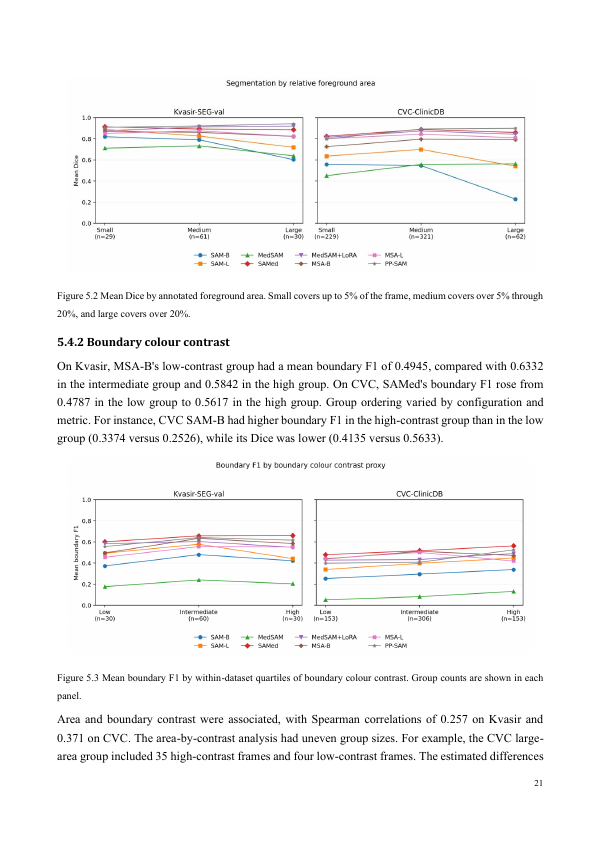 Segmentation by relative foreground area
Kvasir-SEG-val
CVC-ClinicDB
1.0
0.8
0.6
0.4
0.2
0.0
Mean Dice
Small
(n=29)
Medium
(n=61)
Large
(n=30)
Small
(n=229)
Medium
(n=321)
Large
(n=62)
SAM-B MedSAM MedSAM+LoRA MSA-L
SAM-L SAMed MSA-B PP-SAM
Figure 5.2 Mean Dice by annotated foreground area. Small covers up to 5% of the frame, medium covers over 5% through
20%, and large covers over 20%.
5.4.2 Boundary colour contrast
On Kvasir, MSA-B's low-contrast group had a mean boundary F1 of 0.4945, compared with 0.6332
in the intermediate group and 0.5842 in the high group. On CVC, SAMed's boundary F1 rose from
0.4787 in the low group to 0.5617 in the high group. Group ordering varied by configuration and
metric. For instance, CVC SAM-B had higher boundary F1 in the high-contrast group than in the low
group (0.3374 versus 0.2526), while its Dice was lower (0.4135 versus 0.5633).
Boundary F1 by boundary colour contrast proxy
Kvasir-SEG-val
CVC-ClinicDB
1.0
0.8
0.6
0.4
0.2
0.0
Mean boundary F1
Low
(n=30)
Intermediate
(n=60)
High
(n=30)
Low
(n=153)
Intermediate
(n=306)
High
(n=153)
SAM-B MedSAM MedSAM+LoRA MSA-L
SAM-L SAMed MSA-B PP-SAM
Figure 5.3 Mean boundary F1 by within-dataset quartiles of boundary colour contrast. Group counts are shown in each
panel.
Area and boundary contrast were associated, with Spearman correlations of 0.257 on Kvasir and
0.371 on CVC. The area-by-contrast analysis had uneven group sizes. For example, the CVC large-
area group included 35 high-contrast frames and four low-contrast frames. The estimated differences
21